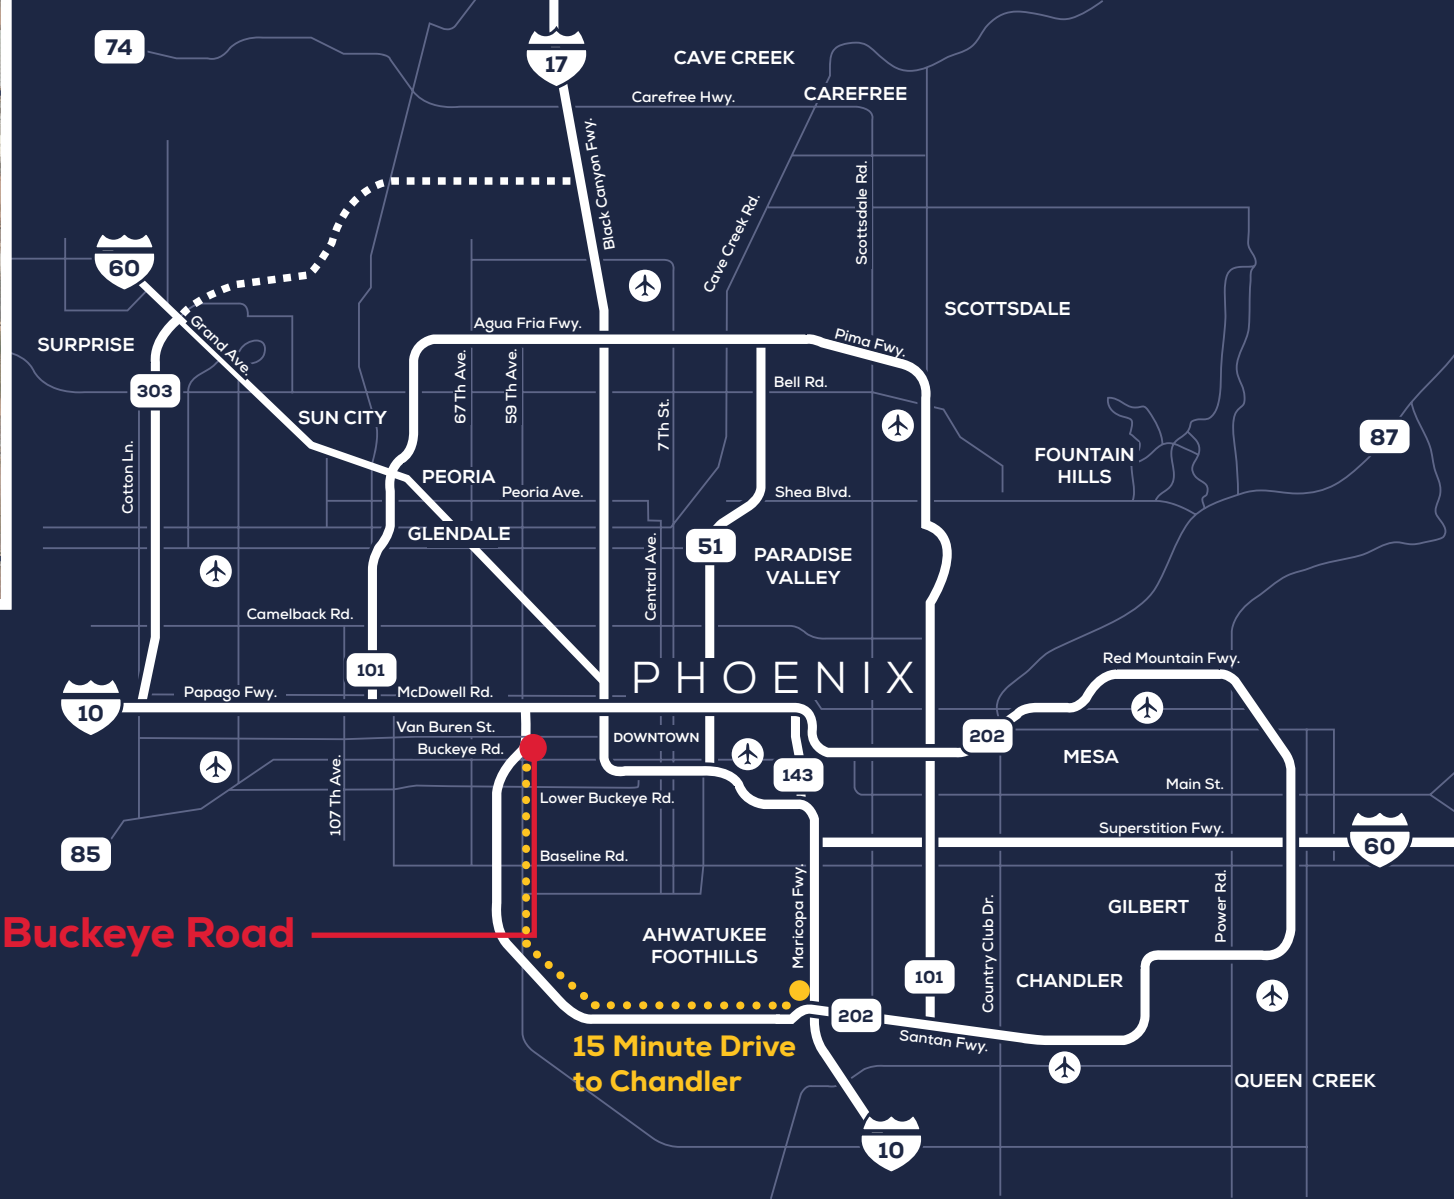 74
17
CAVE CREEK
CAREFREE
Carefree Hwy.
Black Canyon Fwy.
Cave Creek Rd.
Scottsdale Rd.
60
SURPRISE
Grand Ave.
303
SUN CITY
Agua Fria Fwy.
Pima Fwy.
SCOTTSDALE
67 Th Ave.
59 Th Ave.
7 Th St.
Bell Rd.
87
FOUNTAIN
HILLS
Cotton Ln.
PEORIA
Peoria Ave.
Shea Blvd.
GLENDALE
51
PARADISE
VALLEY
Central Ave.
Camelback Rd.
101
PHOENIX
Red Mountain Fwy.
10
Papago Fwy.
McDowell Rd.
Van Buren St.
Buckeye Rd.
DOWNTOWN
202
MESA
143
107 Th Ave.
Lower Buckeye Rd.
Main St.
85
Baseline Rd.
Superstition Fwy.
60
Buckeye Road
AHWATUKEE
FOOTHILLS
Maricopa Fwy.
GILBERT
Power Rd.
101
Country Club Dr.
CHANDLER
202
Santan Fwy.
15 Minute Drive
to Chandler
QUEEN CREEK
10